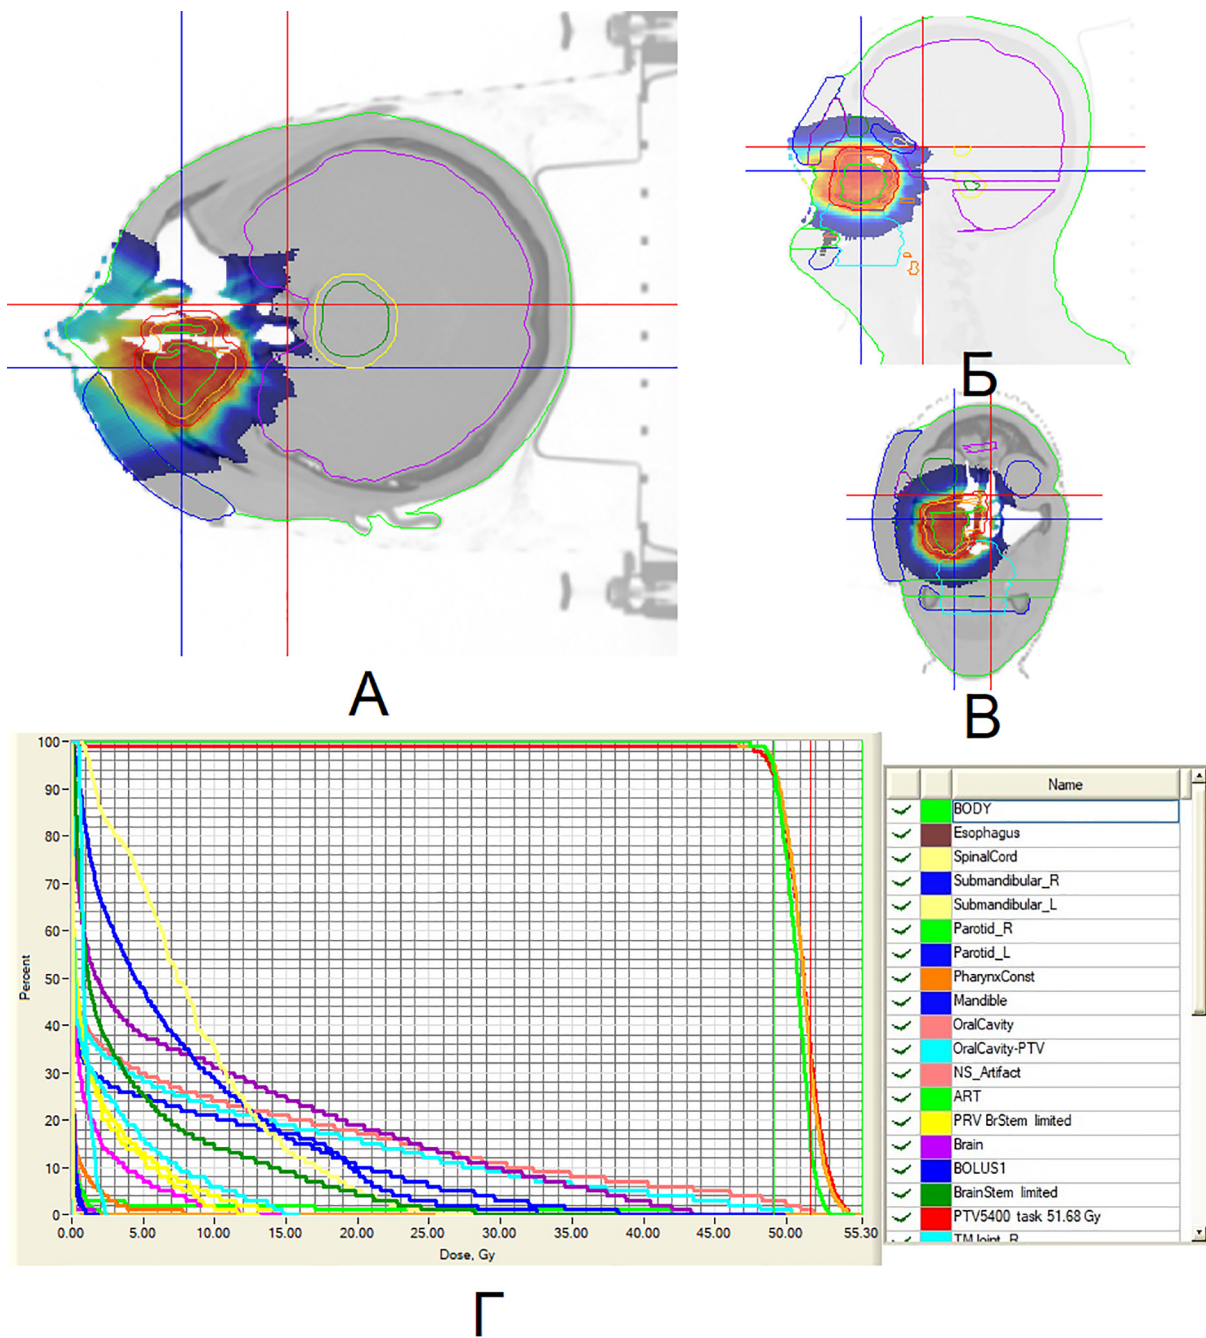 А
Б
В
100
90
80
70
60
50
40
30
20
10
0
Percent
0.00 5.00 10.00 15.00 20.00 25.00 30.00 35.00 40.00 45.00 50.00 55.30
Dose, Gy
Name
BODY
Esophagus
SpinalCord
Submandibular_R
Submandibular_L
Parotid_R
Parotid_L
PharynxConst
Mandible
OralCavity
OralCavity-PTV
NS_Artifact
ART
PRV BrStem limited
Brain
BOLUS1
BrainStem limited
PTV5400 task 51.68 Gy
TMJoint_R
Г